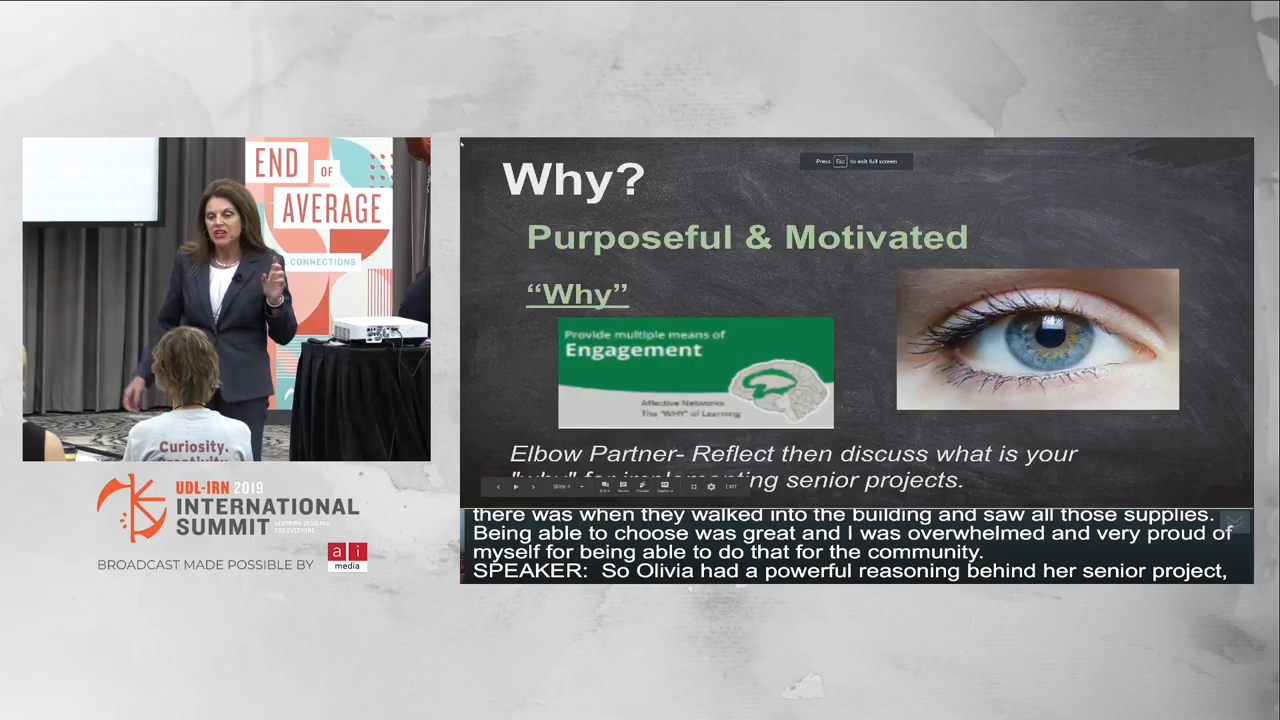 END
OF
AVERAGE
CONNECTIONS
Curiosity.
UDL-IRN 2019
INTERNATIONAL
SUMMIT
LEARNING DESIGNED
FOR EVERYONE
BROADCAST MADE POSSIBLE BY
a i
media
Press Esc to exit full screen
Why?
Purposeful & Motivated
“Why”
Provide multiple means of
Engagement
Affective Networks
The "WHY" of Learning
Elbow Partner- Reflect then discuss what is your
"why" for implementing senior projects.
Slide 4
EXIT
there was when they walked into the building and saw all those supplies.
Being able to choose was great and I was overwhelmed and very proud of
myself for being able to do that for the community.
SPEAKER: So Olivia had a powerful reasoning behind her senior project,